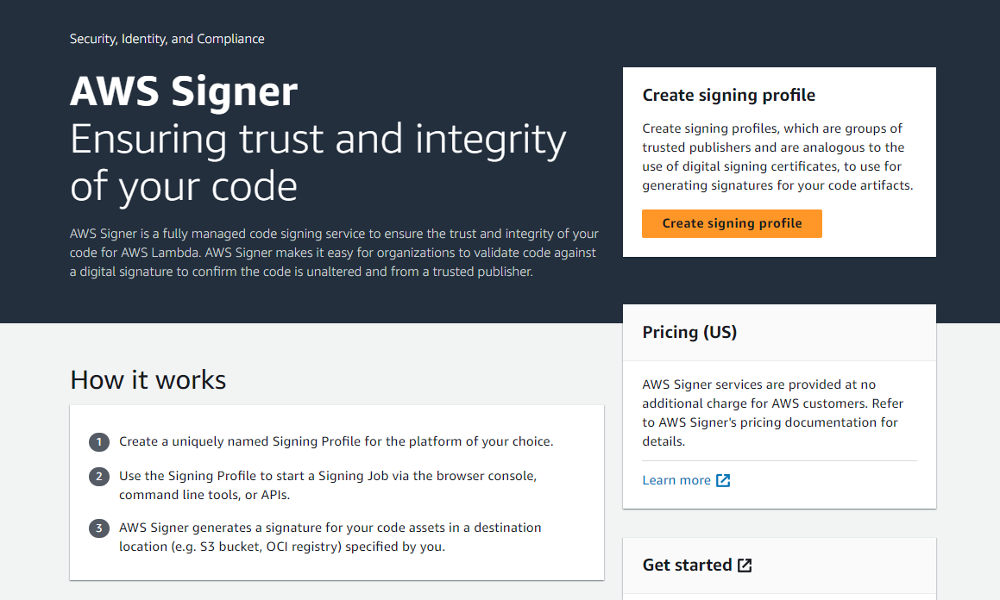 Security, Identity, and Compliance
AWS Signer
Ensuring trust and integrity
of your code
AWS Signer is a fully managed code signing service to ensure the trust and integrity of your
code for AWS Lambda. AWS Signer makes it easy for organizations to validate code against
a digital signature to confirm the code is unaltered and from a trusted publisher.
Create signing profile
Create signing profiles, which are groups of
trusted publishers and are analogous to the
use of digital signing certificates, to use for
generating signatures for your code artifacts.
Create signing profile
Pricing (US)
AWS Signer services are provided at no
additional charge for AWS customers. Refer
to AWS Signer's pricing documentation for
details.
Learn more
Get started
How it works
1 Create a uniquely named Signing Profile for the platform of your choice.
2 Use the Signing Profile to start a Signing Job via the browser console,
command line tools, or APIs.
3 AWS Signer generates a signature for your code assets in a destination
location (e.g. S3 bucket, OCI registry) specified by you.